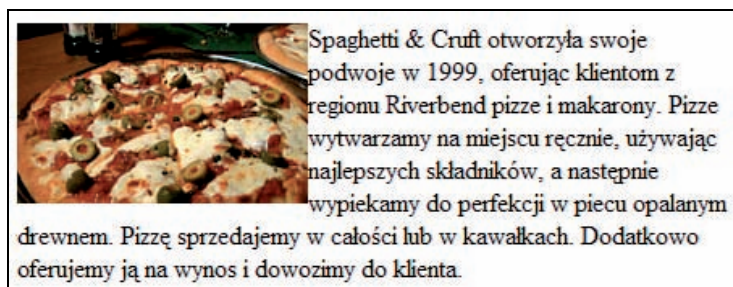 Spaghetti & Cruft otworzyła swoje
podwoje w 1999, oferując klientom z
regionu Riverbend pizze i makarony. Pizze
wytwarzamy na miejscu ręcznie, używając
najlepszych składników, a następnie
wypiekamy do perfekcji w piecu opalanym
drewnem. Pizzę sprzedajemy w całości lub w kawałkach. Dodatkowo
oferujemy ją na wynos i dowozimy do klienta.